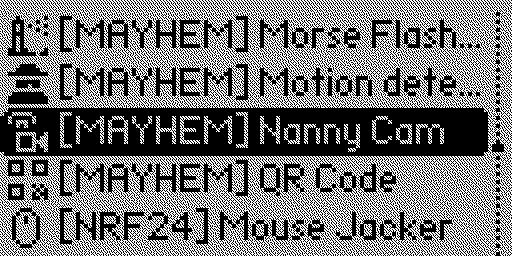 [MAYHEM] Morse Flash...
[MAYHEM] Motion dete...
[MAYHEM] Nanny Cam
[MAYHEM] QR Code
[NRF24] Mouse Jacker